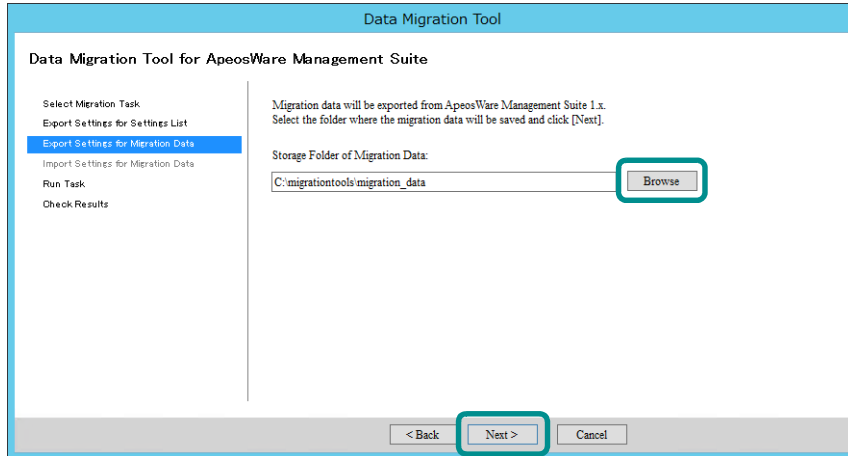 Data Migration Tool
Data Migration Tool for ApeosWare Management Suite
Select Migration Task
Export Settings for Settings List
Export Settings for Migration Data
Import Settings for Migration Data
Run Task
Check Results
Migration data will be exported from ApeosWare Management Suite 1.x.
Select the folder where the migration data will be saved and click [Next].
Storage Folder of Migration Data:
C:\migrationtools\migration_data
Browse
< Back
Next >
Cancel